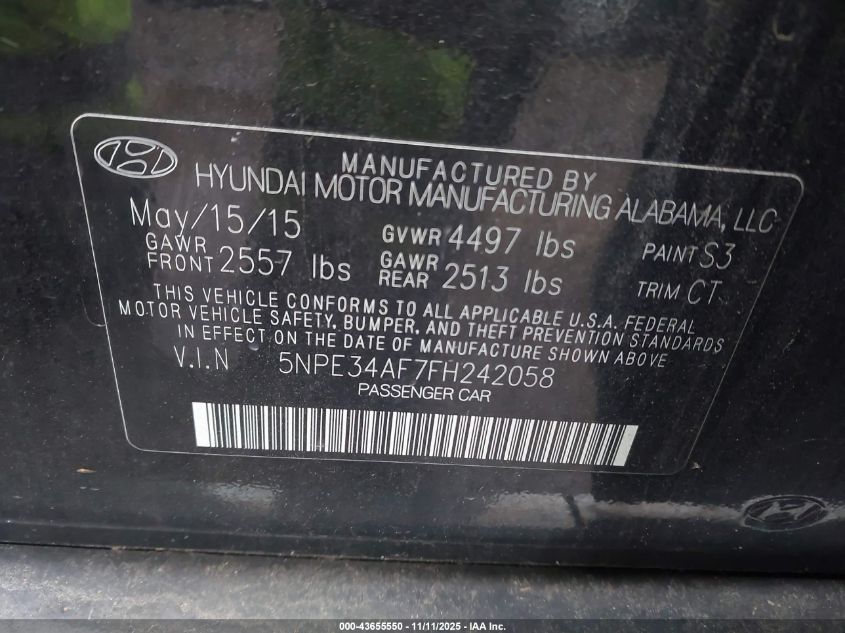 MANUFACTURED BY
HYUNDAI MOTOR MANUFACTURING ALABAMA, LLC
May/15/15 GVWR 4497 lbs PAINT S3
GAWR FRONT 2557 lbs GAWR REAR 2513 lbs TRIM CT
THIS VEHICLE CONFORMS TO ALL APPLICABLE U.S.A. FEDERAL
MOTOR VEHICLE SAFETY, BUMPER, AND THEFT PREVENTION STANDARDS
IN EFFECT ON THE DATE OF MANUFACTURE SHOWN ABOVE
V.I.N 5NPE34AF7FH242058
PASSENGER CAR
000-43655550 - 11/11/2025 - IAA Inc.